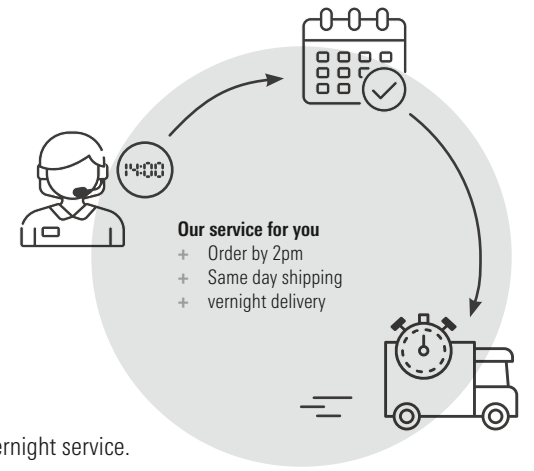 14:00
Our service for you
+ Order by 2pm
+ Same day shipping
+ vernight delivery
ernight service.